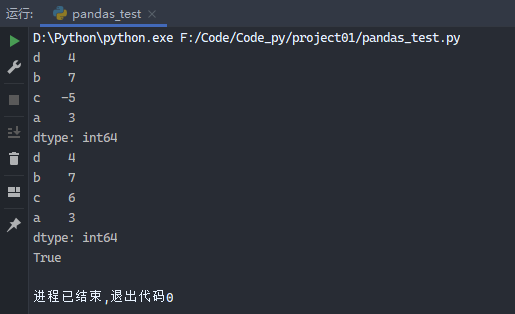 运行: pandas_test
D:\Python\python.exe F:/Code/Code_py/project01/pandas_test.py
d    4
b    7
c   -5
a    3
dtype: int64
d    4
b    7
c    6
a    3
dtype: int64
True
进程已结束,退出代码0